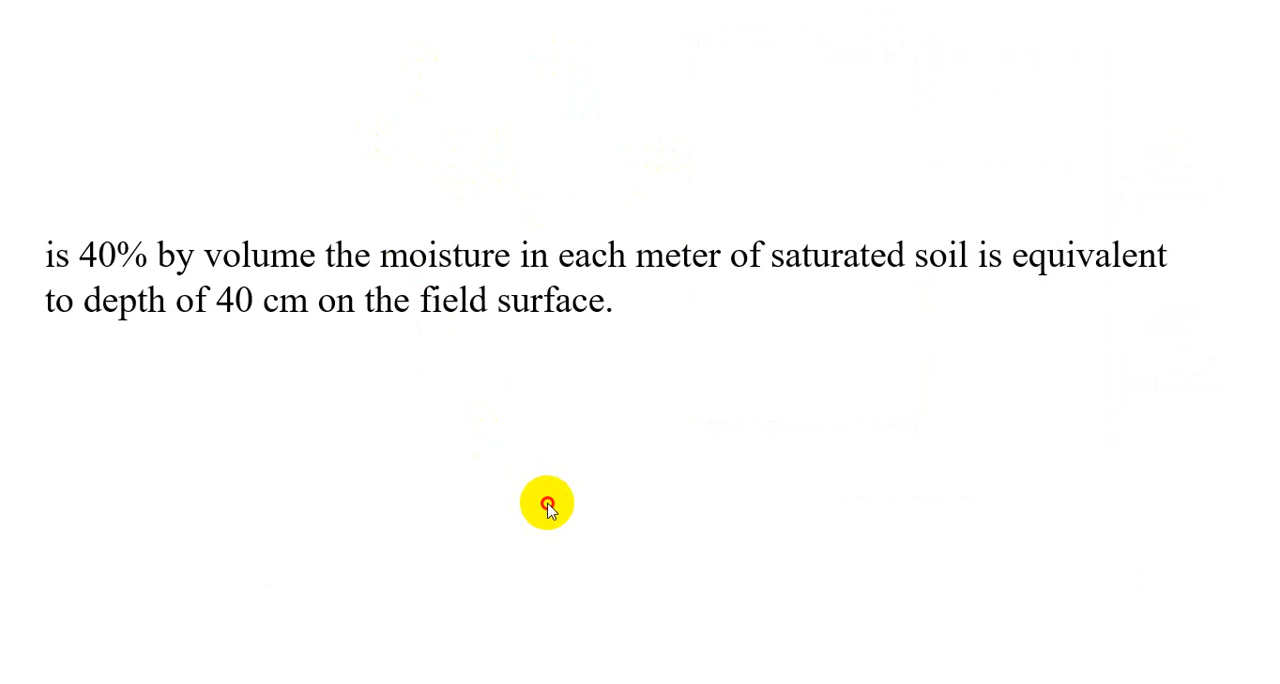 is 40% by volume the moisture in each meter of saturated soil is equivalent
to depth of 40 cm on the field surface.